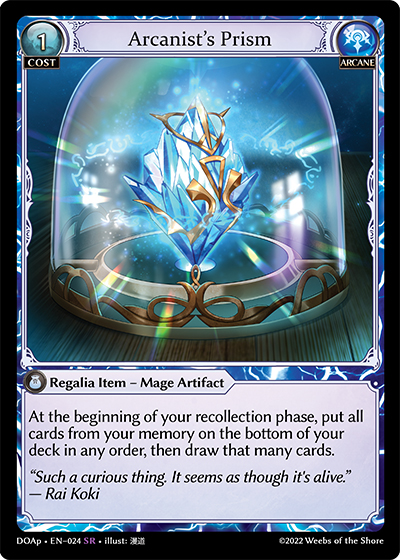 1
Arcanist's Prism
COST
ARCANE
Regalia Item – Mage Artifact
At the beginning of your recollection phase, put all
cards from your memory on the bottom of your
deck in any order, then draw that many cards.
“Such a curious thing. It seems as though it's alive.”
— Rai Koki
DOAp • EN-024 SR • illust: 漫道
©2022 Weebs of the Shore